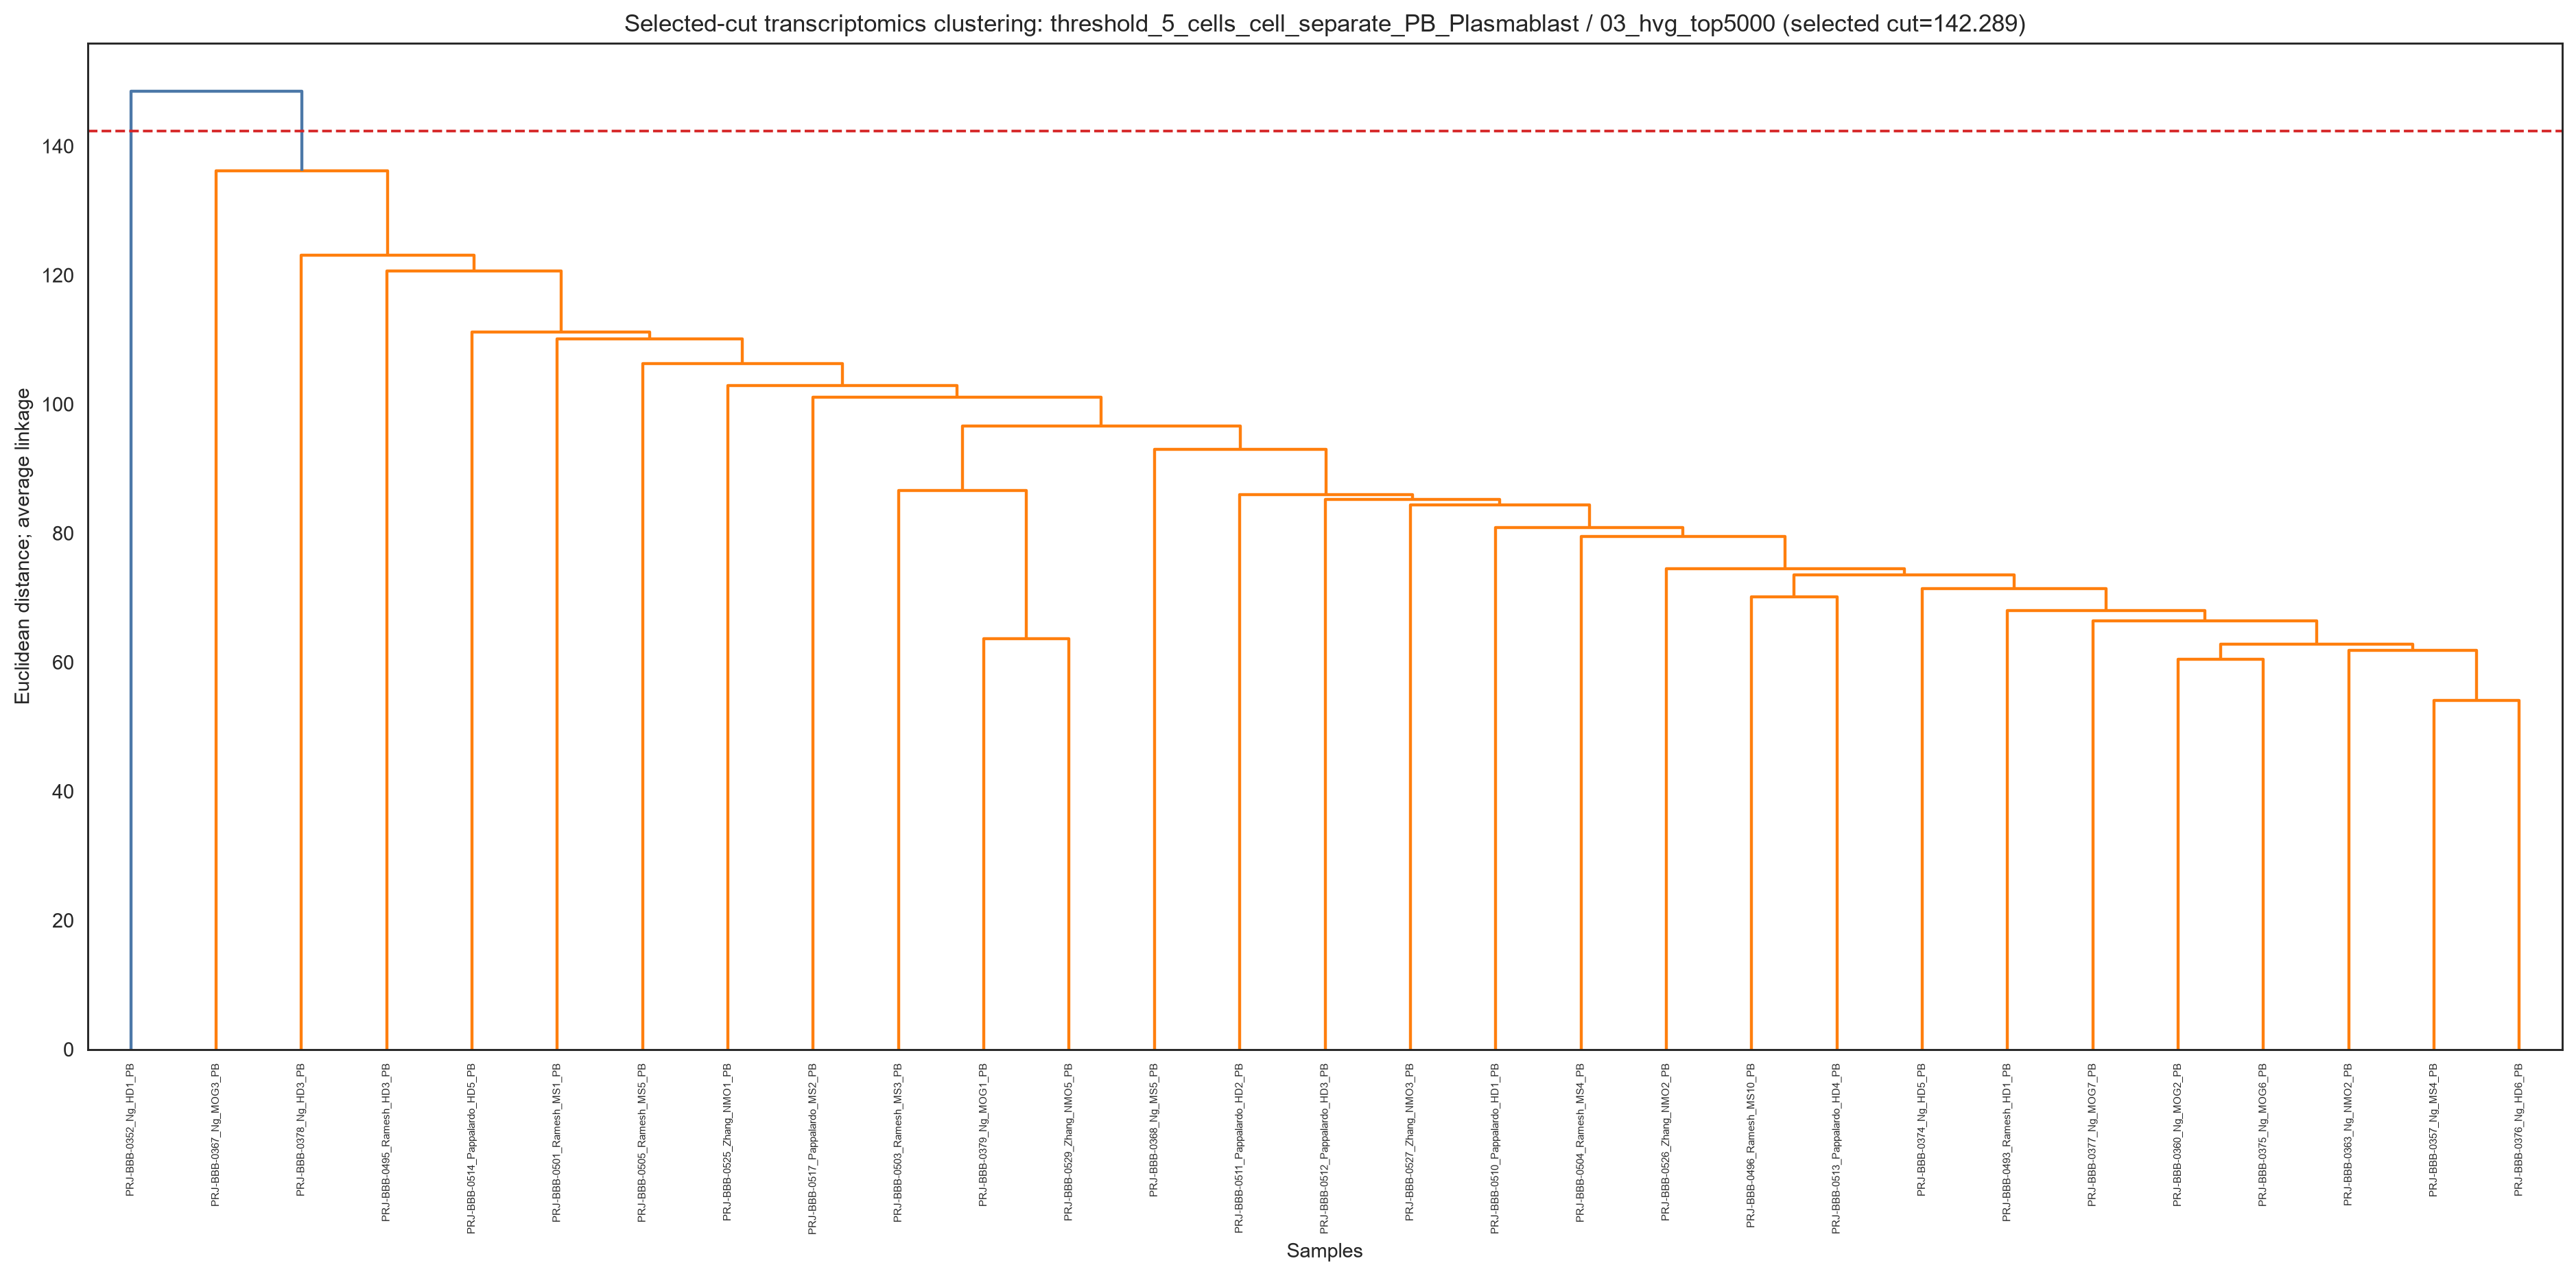 Selected-cut transcriptomics clustering: threshold_5_cells_cell_separate_PB_Plasmablast / 03_hvg_top5000 (selected cut=142.289)
Euclidean distance; average linkage
140
120
100
80
60
40
20
0
PRJ-BBB-0352_Ng_HD1_PB
PRJ-BBB-0367_Ng_MOG3_PB
PRJ-BBB-0378_Ng_HD3_PB
PRJ-BBB-0495_Ramesh_HD3_PB
PRJ-BBB-0514_Pappalardo_HD5_PB
PRJ-BBB-0501_Ramesh_MS1_PB
PRJ-BBB-0505_Ramesh_MS5_PB
PRJ-BBB-0525_Zhang_NMO1_PB
PRJ-BBB-0517_Pappalardo_MS2_PB
PRJ-BBB-0503_Ramesh_MS3_PB
PRJ-BBB-0379_Ng_MOG1_PB
PRJ-BBB-0529_Zhang_NMO5_PB
PRJ-BBB-0368_Ng_MS5_PB
PRJ-BBB-0511_Pappalardo_HD2_PB
PRJ-BBB-0512_Pappalardo_HD3_PB
PRJ-BBB-0527_Zhang_NMO3_PB
PRJ-BBB-0510_Pappalardo_HD1_PB
PRJ-BBB-0504_Ramesh_MS4_PB
PRJ-BBB-0526_Zhang_NMO2_PB
PRJ-BBB-0496_Ramesh_MS10_PB
PRJ-BBB-0513_Pappalardo_HD4_PB
PRJ-BBB-0374_Ng_HD5_PB
PRJ-BBB-0493_Ramesh_HD1_PB
PRJ-BBB-0377_Ng_MOG7_PB
PRJ-BBB-0360_Ng_MOG2_PB
PRJ-BBB-0375_Ng_MOG6_PB
PRJ-BBB-0363_Ng_NMO2_PB
PRJ-BBB-0357_Ng_MS4_PB
PRJ-BBB-0376_Ng_HD6_PB
Samples